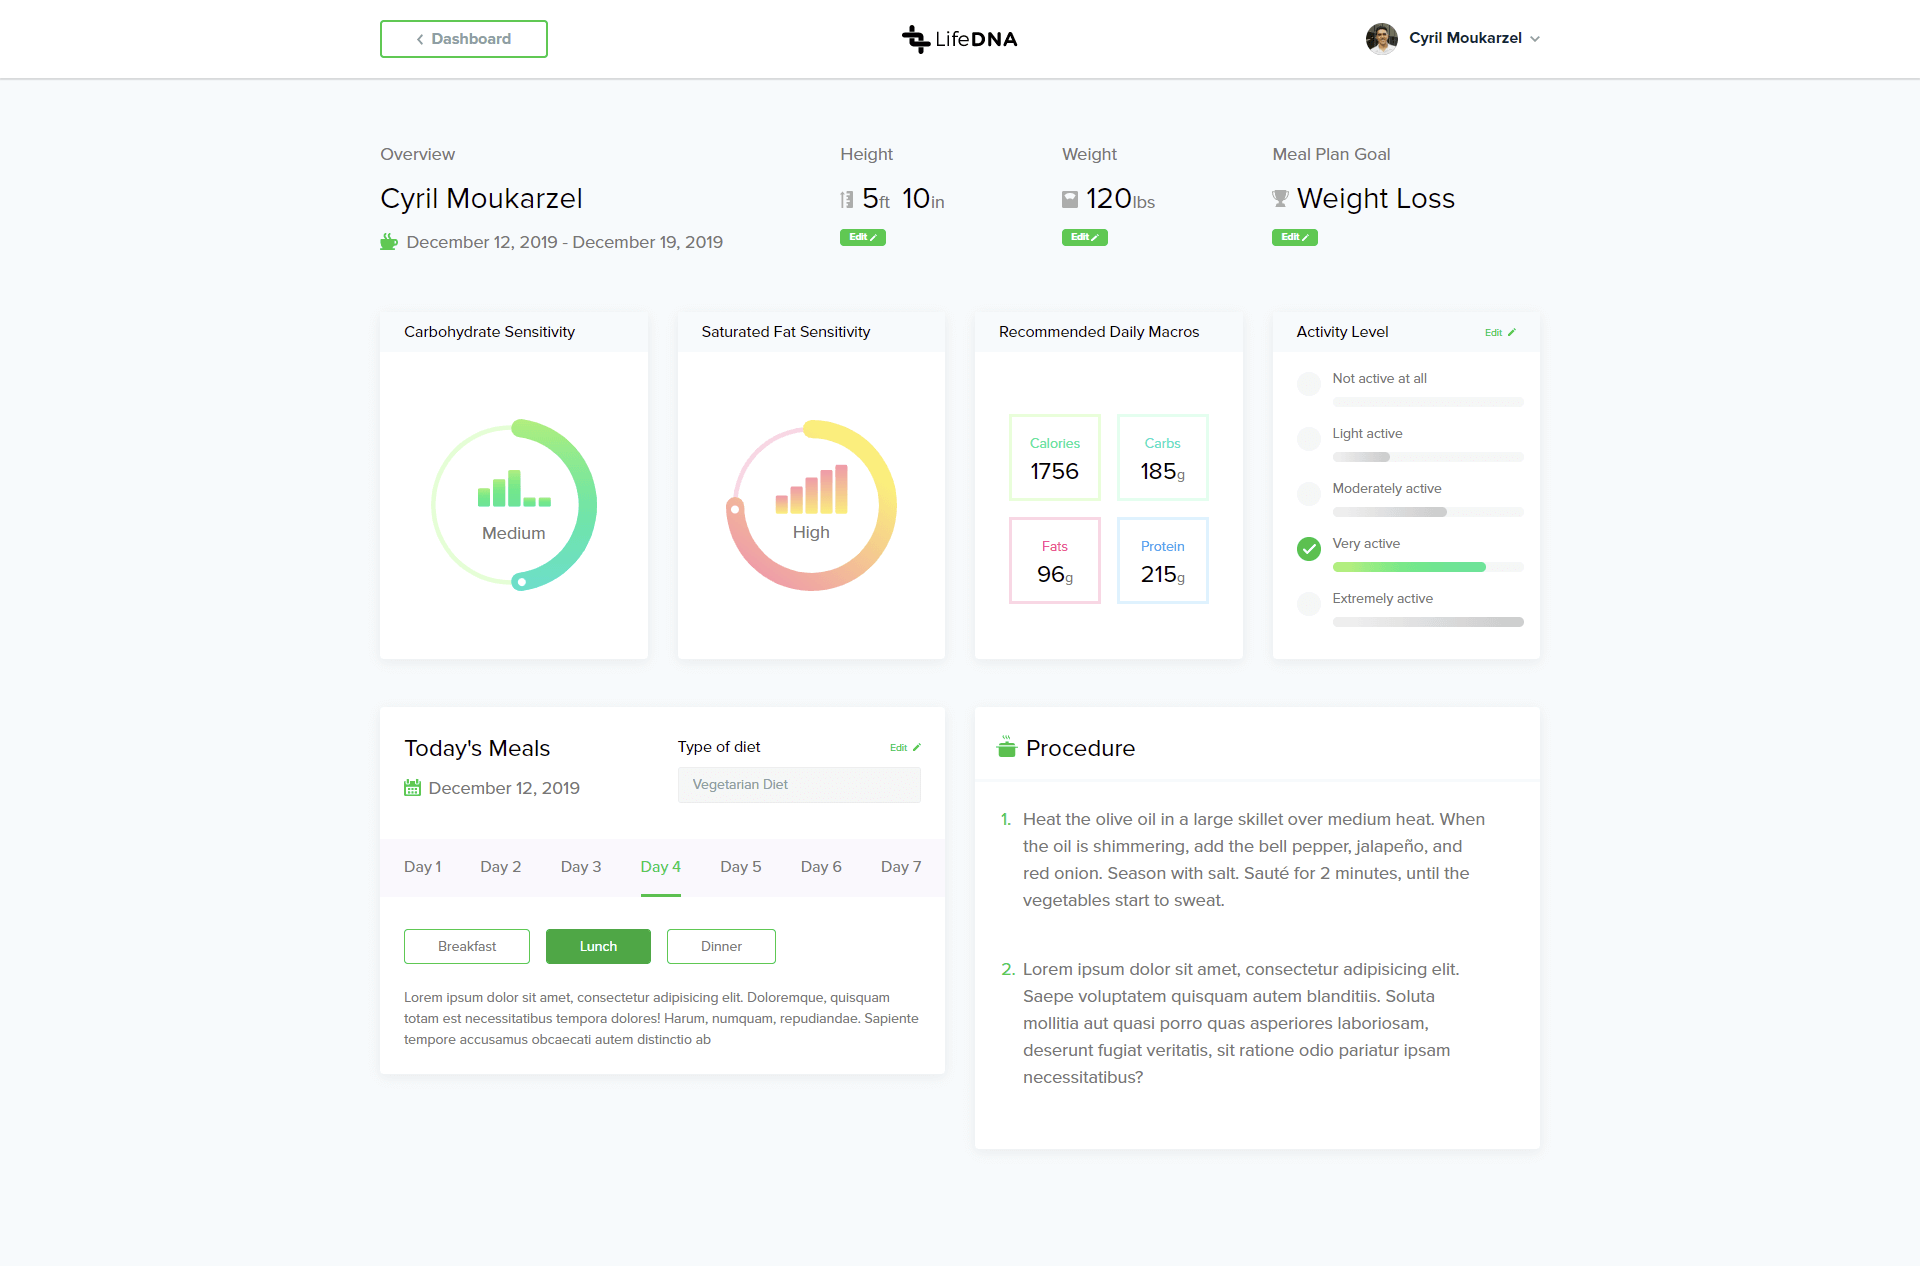 Dashboard
LifeDNA
Cyril Moukarzel
Overview
Cyril Moukarzel
December 12, 2019 - December 19, 2019
Height
5ft 10in
Edit
Weight
120lbs
Edit
Meal Plan Goal
Weight Loss
Edit
Carbohydrate Sensitivity
Medium
Saturated Fat Sensitivity
High
Recommended Daily Macros
Calories
1756
Carbs
185g
Fats
96g
Protein
215g
Activity Level
Edit
Not active at all
Light active
Moderately active
Very active
Extremely active
Today's Meals
December 12, 2019
Type of diet
Edit
Vegetarian Diet
Day 1 Day 2 Day 3 Day 4 Day 5 Day 6 Day 7
Breakfast Lunch Dinner
Lorem ipsum dolor sit amet, consectetur adipisicing elit. Doloremque, quisquam
totam est necessitatibus tempora dolores! Harum, numquam, repudiandae. Sapiente
tempore accusamus obcaecati autem distinctio ab
Procedure
1. Heat the olive oil in a large skillet over medium heat. When
the oil is shimmering, add the bell pepper, jalapeño, and
red onion. Season with salt. Sauté for 2 minutes, until the
vegetables start to sweat.
2. Lorem ipsum dolor sit amet, consectetur adipisicing elit.
Saepe voluptatem quisquam autem blanditiis. Soluta
mollitia aut quasi porro quas asperiores laboriosam,
deserunt fugiat veritatis, sit ratione odio pariatur ipsam
necessitatibus?